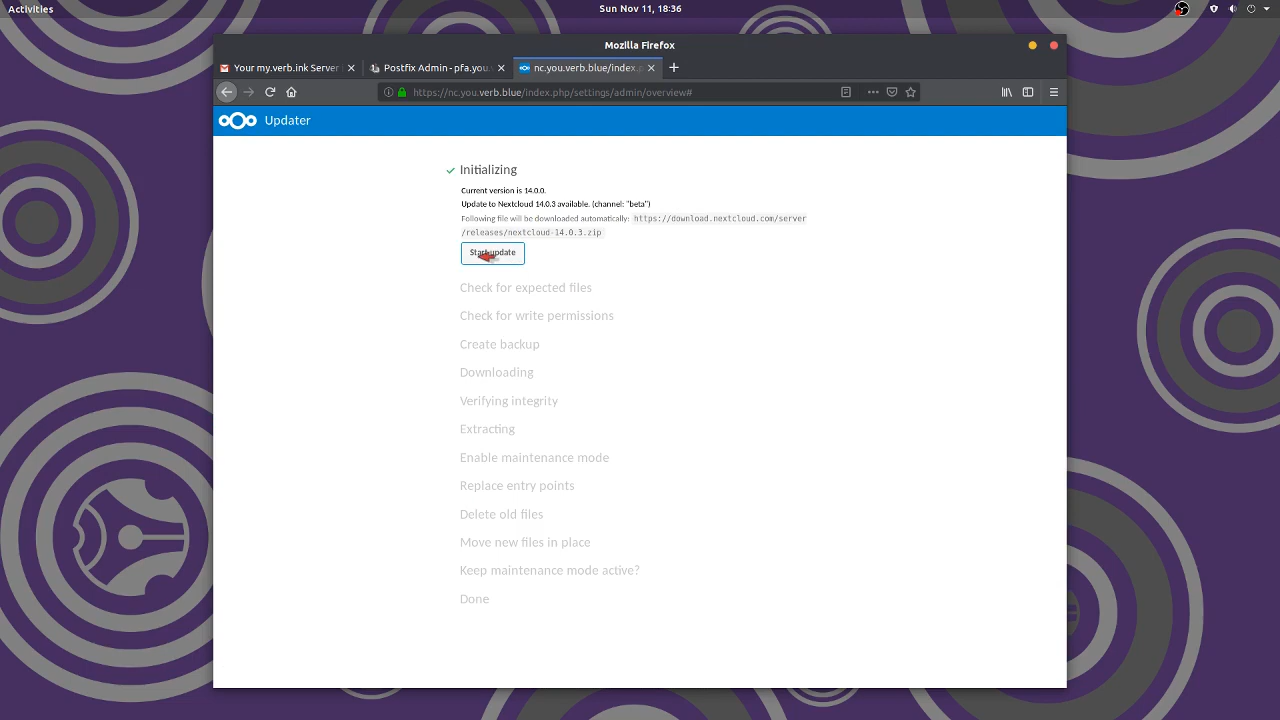 Activities
Sun Nov 11, 18:36
Mozilla Firefox
Your my.verb.ink Server
Postfix Admin - pfa.you.v
nc.you.verb.blue/index.p
https://nc.you.verb.blue/index.php/settings/admin/overview#
Updater
Initializing
Current version is 14.0.0.
Update to Nextcloud 14.0.3 available. (channel: "beta")
Following file will be downloaded automatically: https://download.nextcloud.com/server
/releases/nextcloud-14.0.3.zip
Start update
Check for expected files
Check for write permissions
Create backup
Downloading
Verifying integrity
Extracting
Enable maintenance mode
Replace entry points
Delete old files
Move new files in place
Keep maintenance mode active?
Done